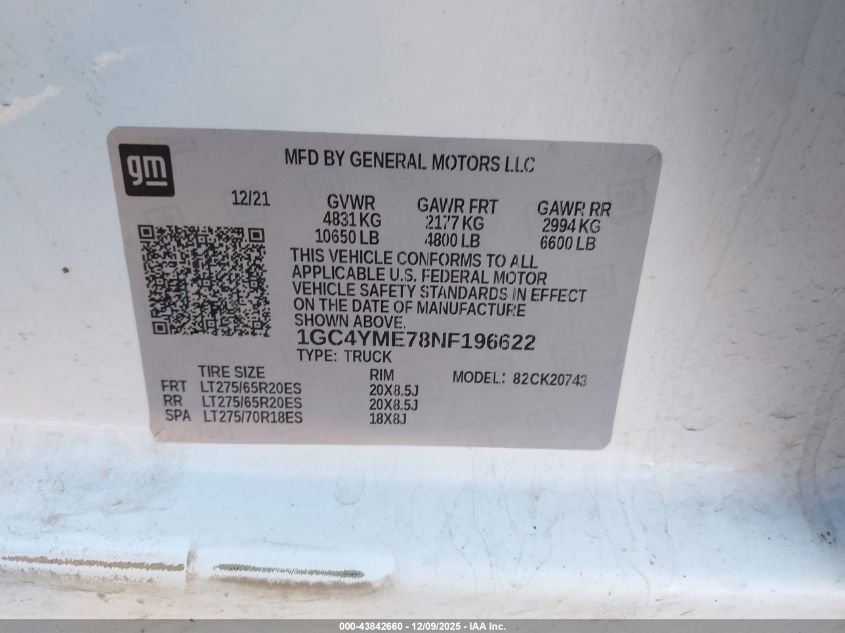 gm
MFD BY GENERAL MOTORS LLC
12/21
GVWR GAWR FRT GAWR RR
4831 KG 2177 KG 2994 KG
10650 LB 4800 LB 6600 LB
THIS VEHICLE CONFORMS TO ALL
APPLICABLE U.S. FEDERAL MOTOR
VEHICLE SAFETY STANDARDS IN EFFECT
ON THE DATE OF MANUFACTURE
SHOWN ABOVE.
1GC4YME78NF196622
TYPE: TRUCK
TIRE SIZE RIM MODEL: 82CK20743
FRT LT275/65R20ES 20X8.5J
RR LT275/65R20ES 20X8.5J
SPA LT275/70R18ES 18X8J
000-43842660 - 12/09/2025 - IAA Inc.